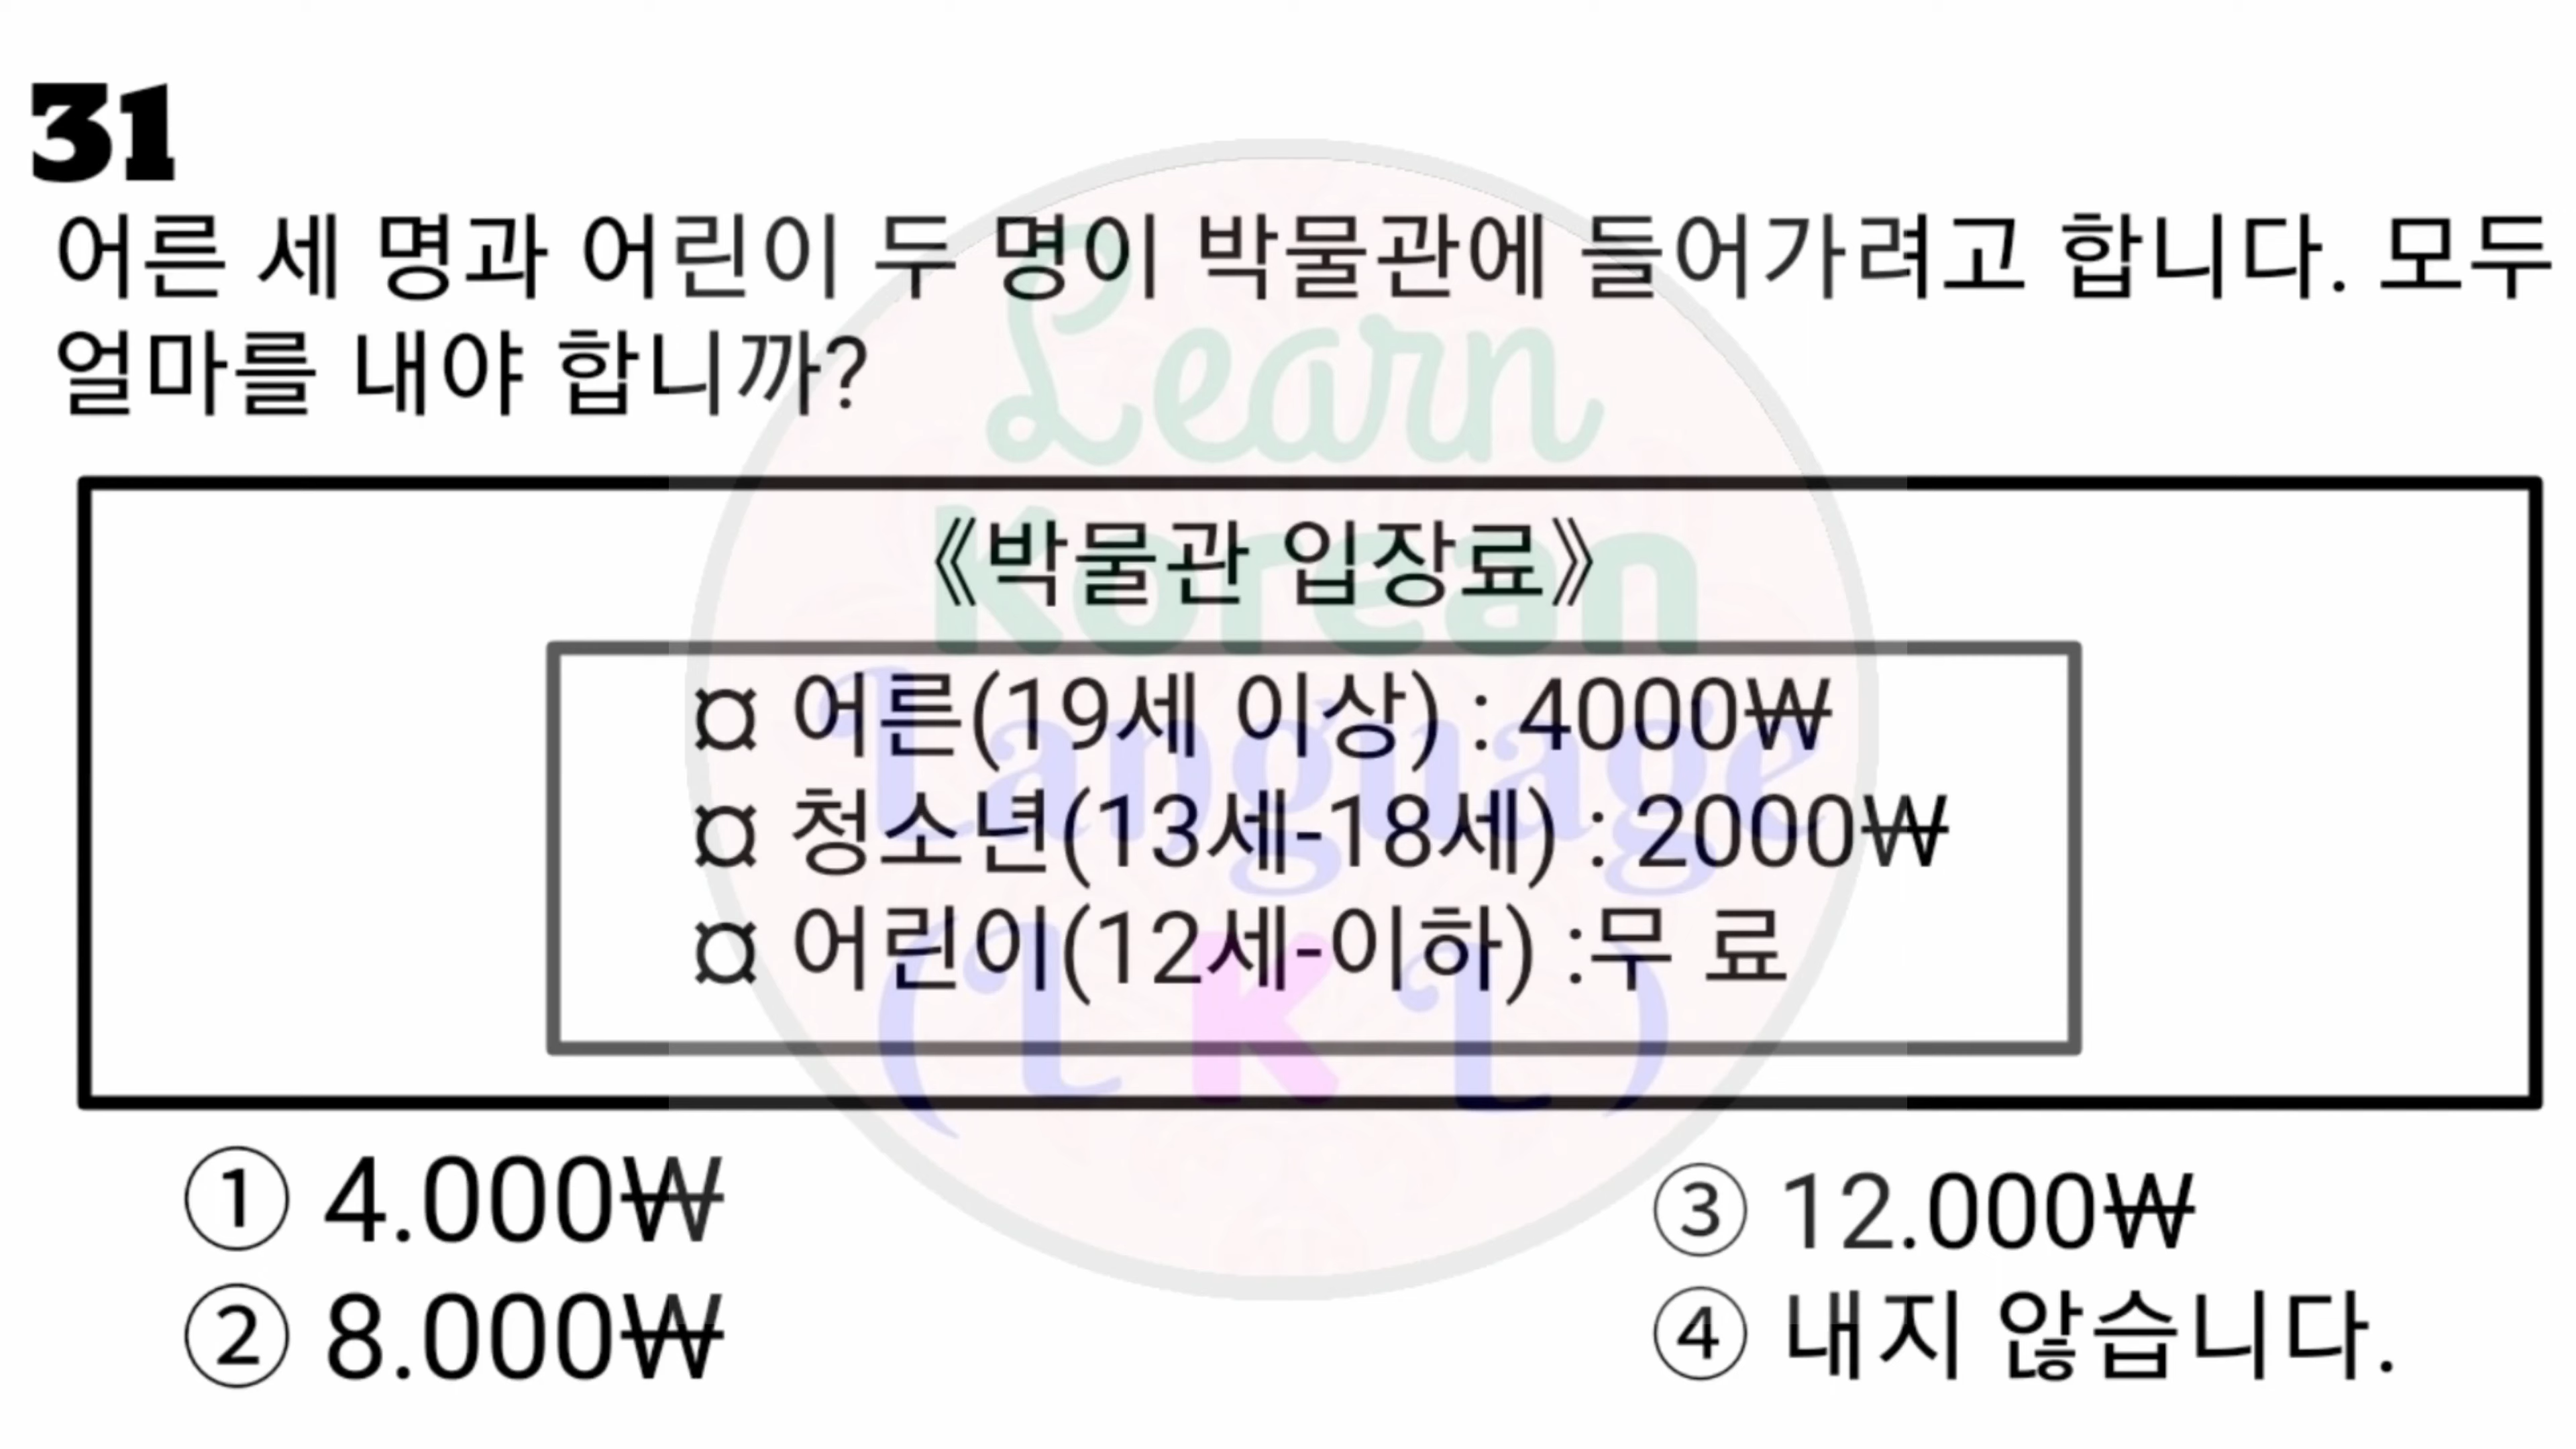 31
어른 세 명과 어린이 두 명이 박물관에 들어가려고 합니다. 모두
얼마를 내야 합니까?
《박물관 입장료》
¤ 어른(19세 이상) : 4000₩
¤ 청소년(13세-18세) : 2000₩
¤ 어린이(12세-이하) :무 료
① 4.000₩
② 8.000₩
③ 12.000₩
④ 내지 않습니다.
Learn
Korean
Language
(LKL)